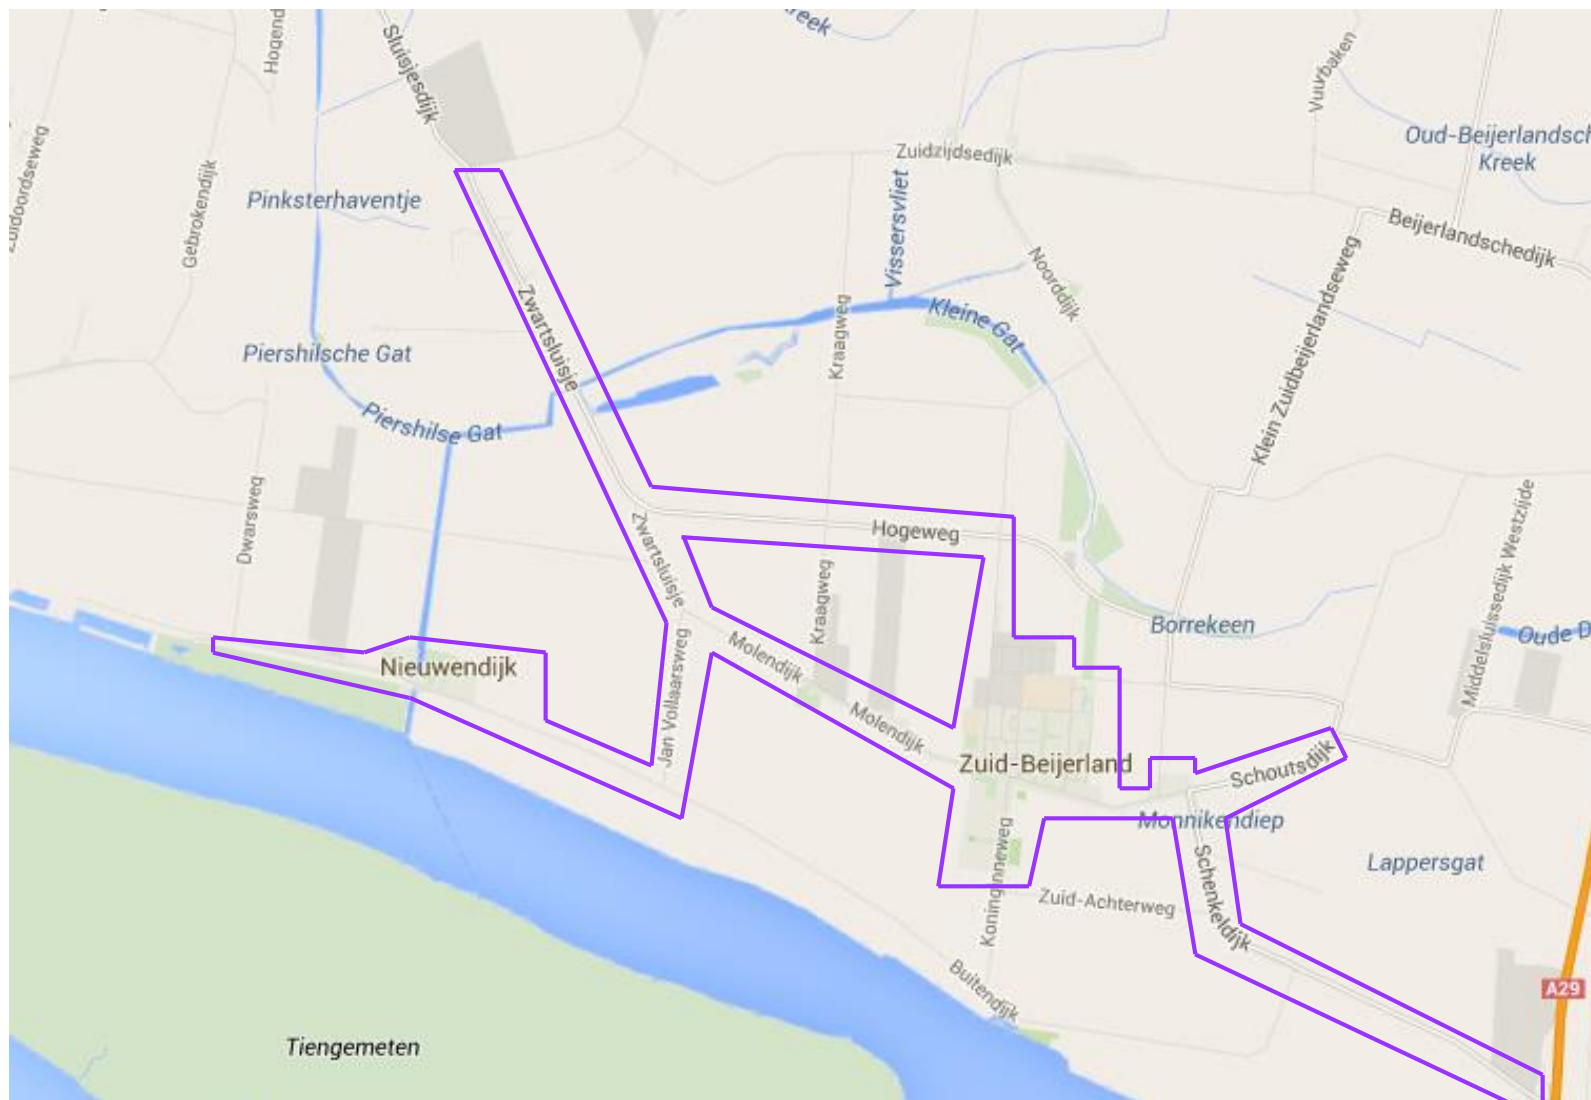 Sluisjesdijk
Vuurbaken
Oud-Beijerlandsch
Kreek
Zuidzijdsedijk
Pinksterhaventje
Gebrokendijk
Vissersvliet
Beijerlandschedijk
Noorddijk
Klein Zuidbeijerlandseweg
Zwartsluisje
Kraagweg
Kleine Gat
Piershilsche Gat
Piershilse Gat
Dwarsweg
Zwartsluisje
Hogeweg
Middelsluissedijk Westzijde
Kraagweg
Borrekeen
Oude D
Nieuwendijk
Jan Vollaarsweg
Molendijk
Molendijk
Zuid-Beijerland
Schoutsdijk
Monnikendiep
Koninginneweg
Schenkeldijk
Lappersgat
Zuid-Achterweg
Buitendijk
A29
Tiengemeten